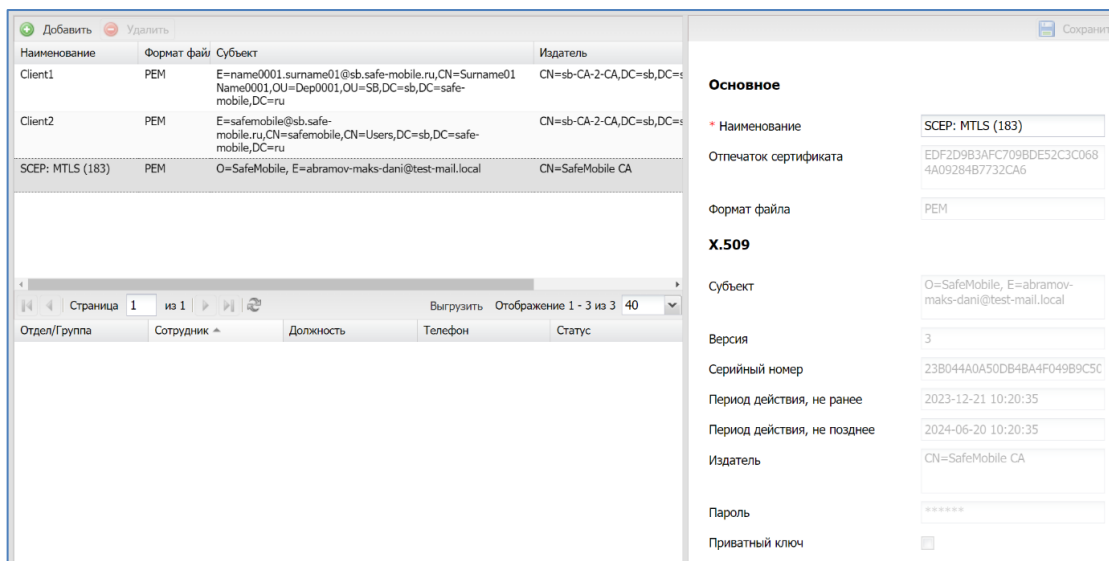 Добавить Удалить
Наименование Формат файл Субъект Издатель
Client1 PEM E=name0001.surname01@sb.safe-mobile.ru,CN=Surname01 CN=sb-CA-2-CA,DC=sb,DC=s
Name0001,OU=Dep0001,OU=SB,DC=sb,DC=safe-
mobile,DC=ru
Client2 PEM E=safemobile@sb.safe- CN=sb-CA-2-CA,DC=sb,DC=s
mobile.ru,CN=safemobile,CN=Users,DC=sb,DC=safe-
mobile,DC=ru
SCEP: MTLS (183) PEM O=SafeMobile, E=abramov-maks-dani@test-mail.local CN=SafeMobile CA
Страница 1 из 1 Выгрузить Отображение 1 - 3 из 3 40
Отдел/Группа Сотрудник Должность Телефон Статус
Сохранит
Основное
* Наименование SCEP: MTLS (183)
Отпечаток сертификата EDF2D9B3AFC709BDE52C3C068
4A09284B7732CA6
Формат файла PEM
X.509
Субъект O=SafeMobile, E=abramov-
maks-dani@test-mail.local
Версия 3
Серийный номер 23B044A0A50DB4BA4F049B9C5
Период действия, не ранее 2023-12-21 10:20:35
Период действия, не позднее 2024-06-20 10:20:35
Издатель CN=SafeMobile CA
Пароль ******
Приватный ключ